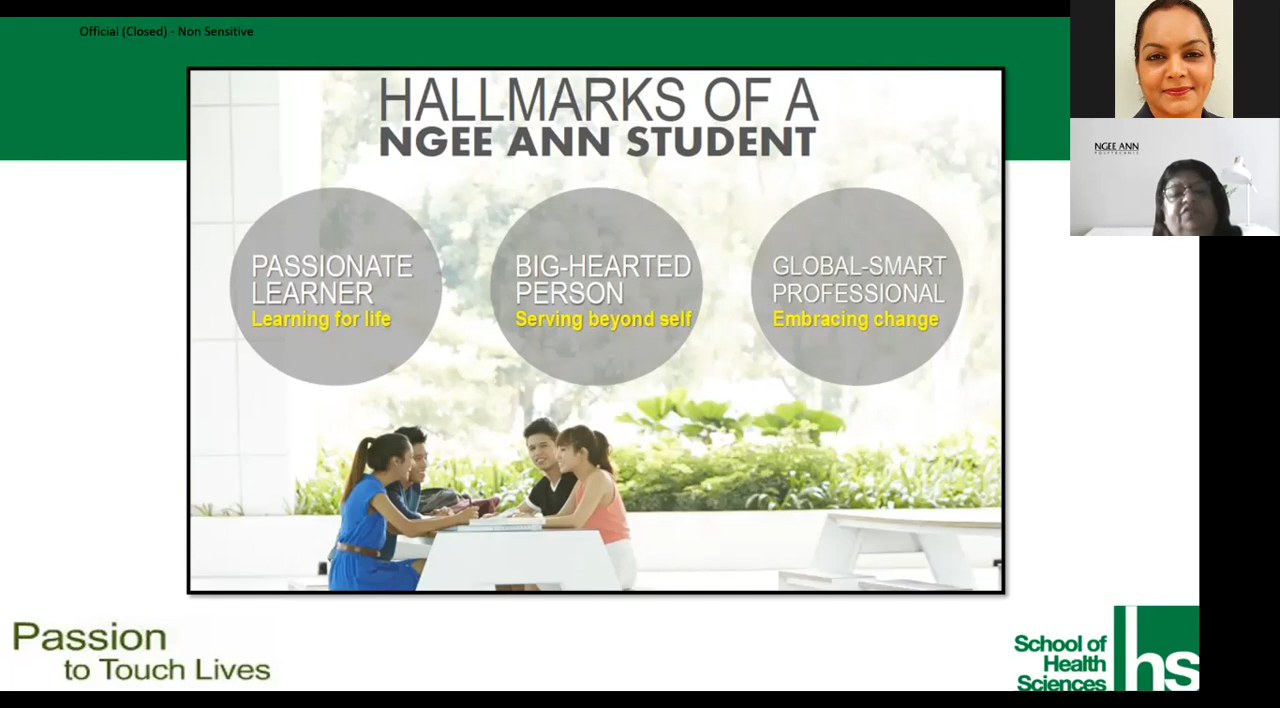 Official (Closed) - Non Sensitive
HALLMARKS OF A
NGEE ANN STUDENT
PASSIONATE
LEARNER
Learning for life
BIG-HEARTED
PERSON
Serving beyond self
GLOBAL-SMART
PROFESSIONAL
Embracing change
NGEE ANN
POLYTECHNIC
Passion
to Touch Lives
School of
Health
Sciences
hs